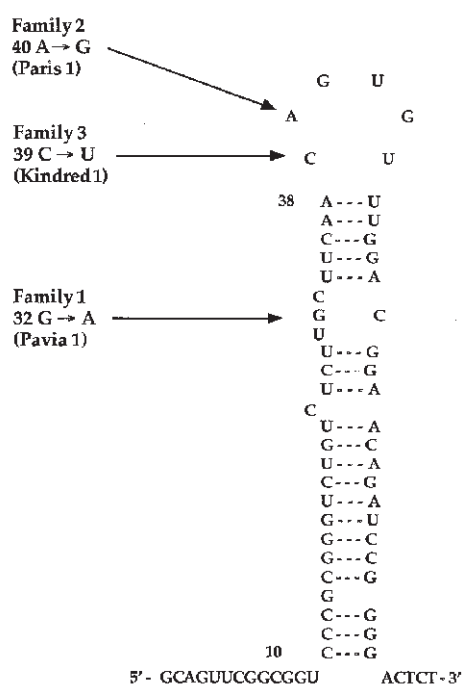 Family 2
40 A → G
(Paris 1)
G U
A G
Family 3
39 C → U
(Kindred 1)
C U
38 A---U
A---U
C---G
U---G
U---A
C
Family 1
32 G → A
(Pavia 1)
G C
U
U---G
C---G
U---A
C
U---A
G---C
U---A
C---G
U---A
G---U
G---C
G---C
C---G
G
C---G
C---G
10 C---G
5'- GCAGUUCGGCGGU ACTCT-3'